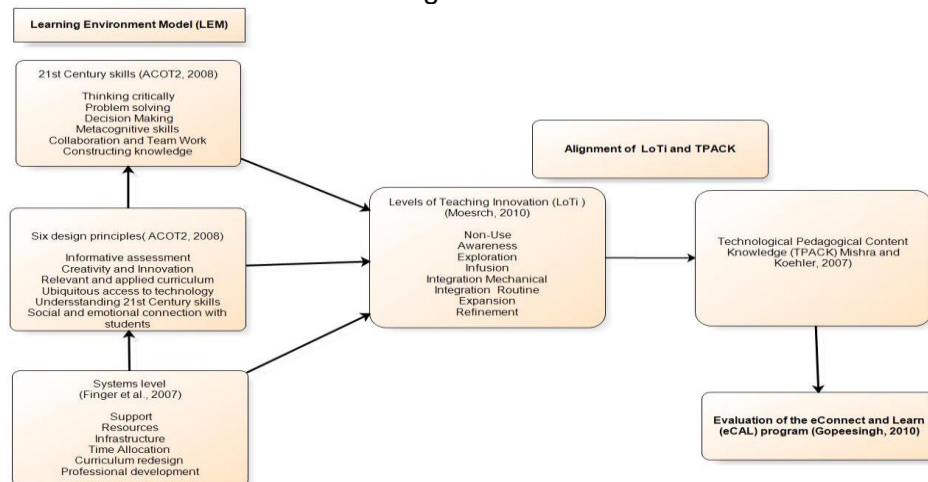 Learning Environment Model (LEM)
21st Century skills (ACOT2, 2008)
Thinking critically
Problem solving
Decision Making
Metacognitive skills
Collaboration and Team Work
Constructing knowledge
Six design principles( ACOT2, 2008)
Informative assessment
Creativity and Innovation
Relevant and applied curriculum
Ubiquitous access to technology
Undersstanding 21st Century skills
Social and emotional connection with
students
Systems level
(Finger et al., 2007)
Support
Resources
Infrastructure
Time Allocation
Curriculum redesign
Professional development
Levels of Teaching Innovation (LoTi )
(Moesrch, 2010)
Non-Use
Awareness
Exploration
Infusion
Integration Mechanical
Integration Routine
Expansion
Refinement
Alignment of LoTi and TPACK
Technological Pedagogical Content
Knowledge (TPACK) Mishra and
Koehler, 2007)
Evaluation of the eConnect and Learn
(eCAL) program (Gopeesingh, 2010)